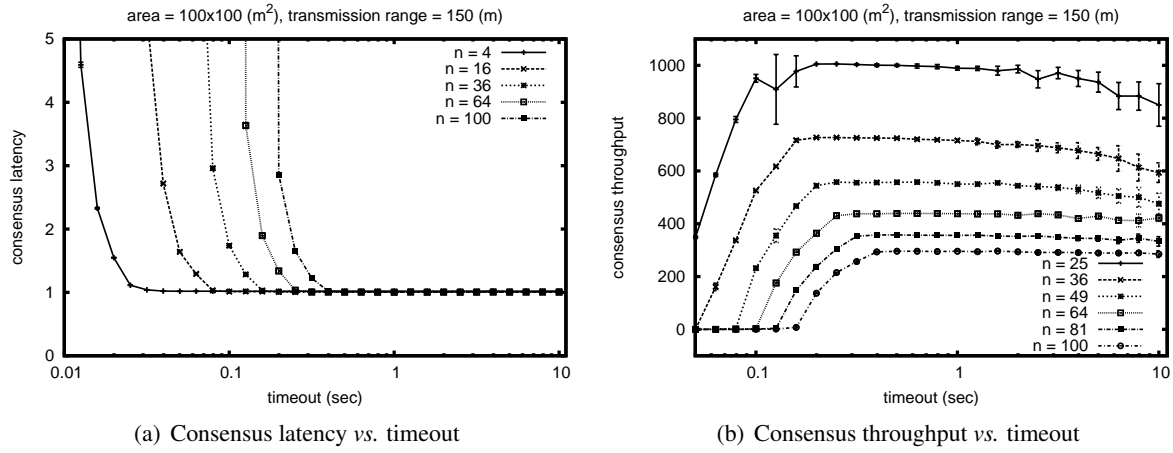 area = 100x100 (m²), transmission range = 150 (m)
5
4
3
2
1
0
consensus latency
n = 4
n = 16
n = 36
n = 64
n = 100
0.01
0.1
1
10
timeout (sec)
(a) Consensus latency vs. timeout
area = 100x100 (m²), transmission range = 150 (m)
1000
800
600
400
200
0
consensus throughput
n = 25
n = 36
n = 49
n = 64
n = 81
n = 100
0.1
1
10
timeout (sec)
(b) Consensus throughput vs. timeout